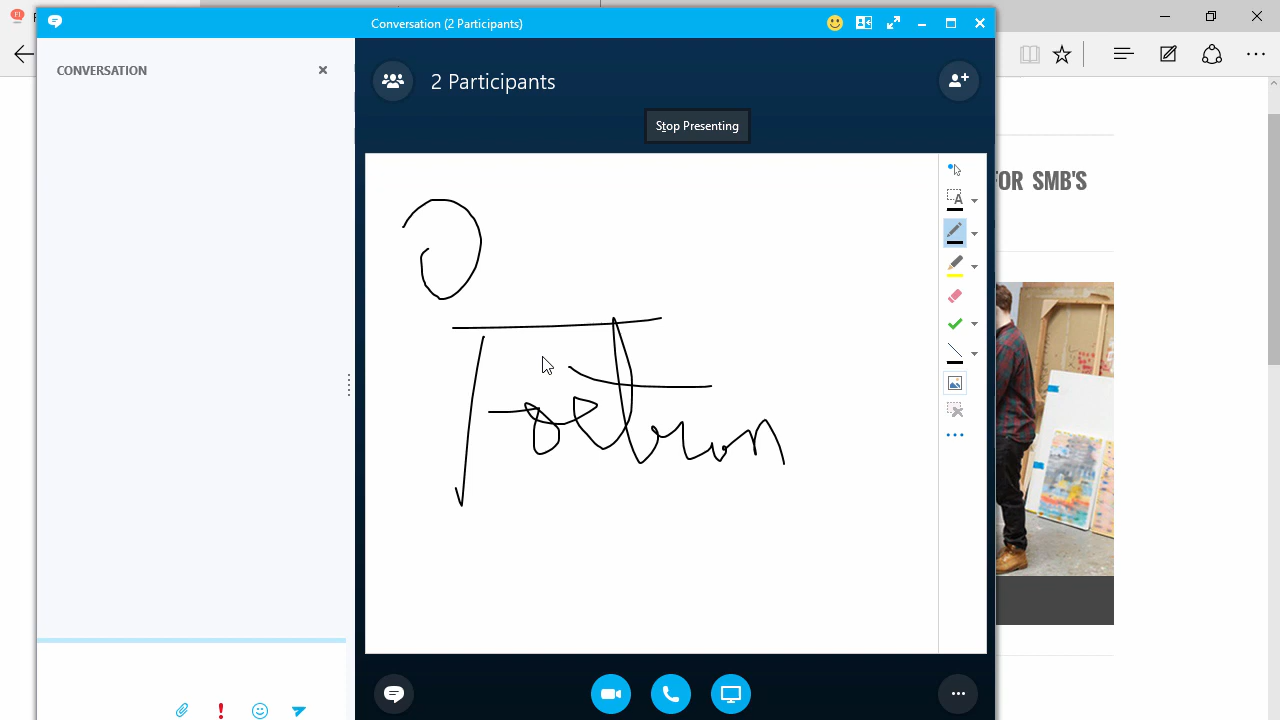 Conversation (2 Participants)
CONVERSATION
2 Participants
Stop Presenting
FOR SMB'S
A